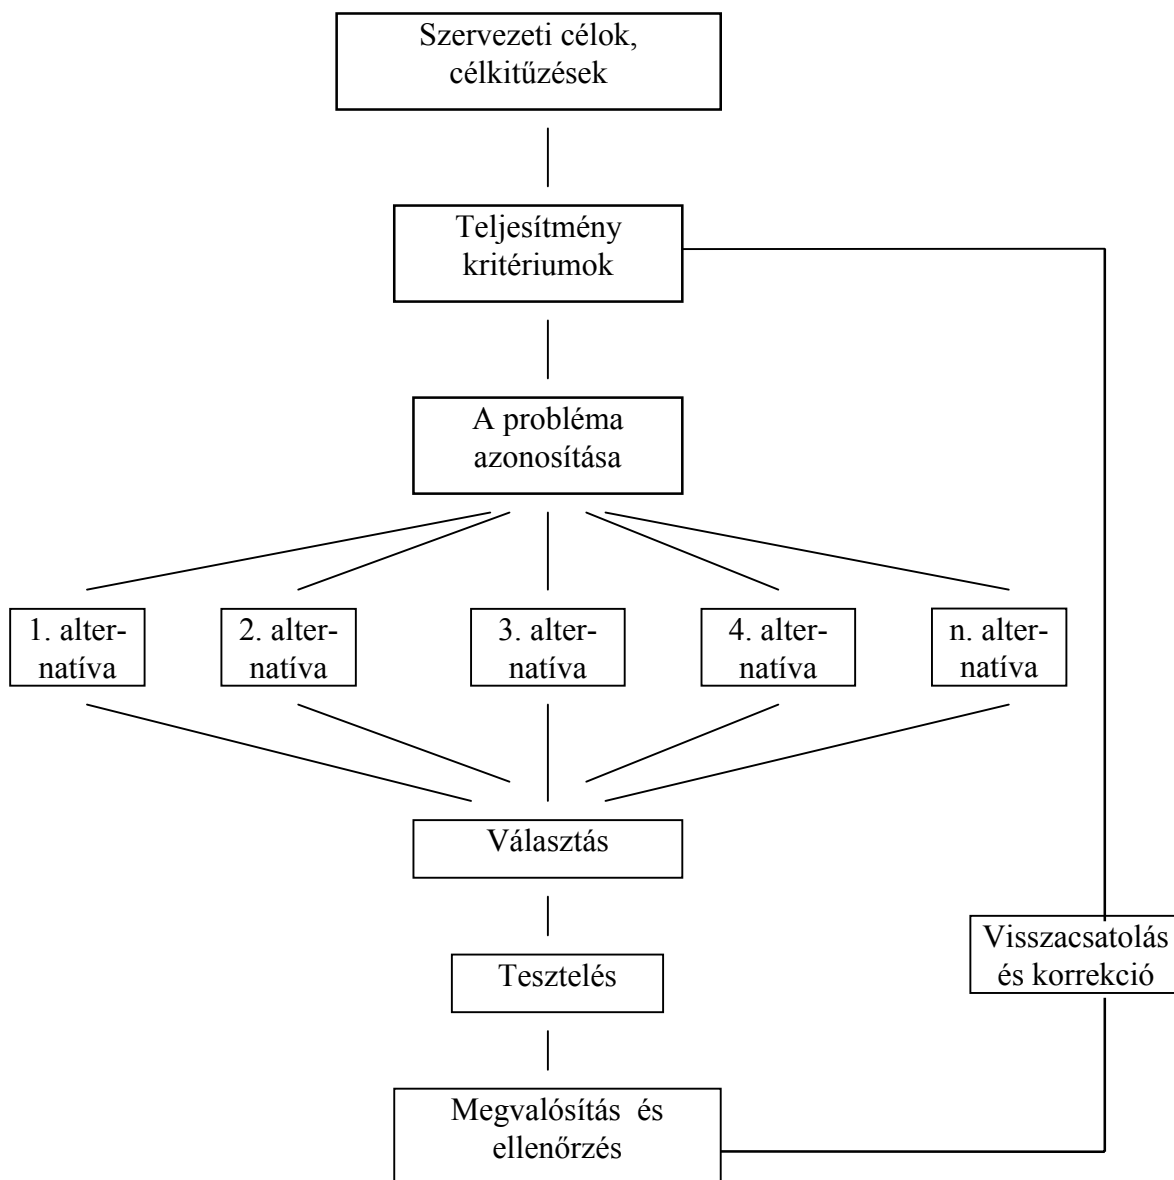 Szervezeti célok,
célkitűzések
Teljesítmény
kritériumok
A probléma
azonosítása
1. alter-
natíva
2. alter-
natíva
3. alter-
natíva
4. alter-
natíva
n. alter-
natíva
Választás
Tesztelés
Visszacsatolás
és korrekció
Megvalósítás és
ellenőrzés